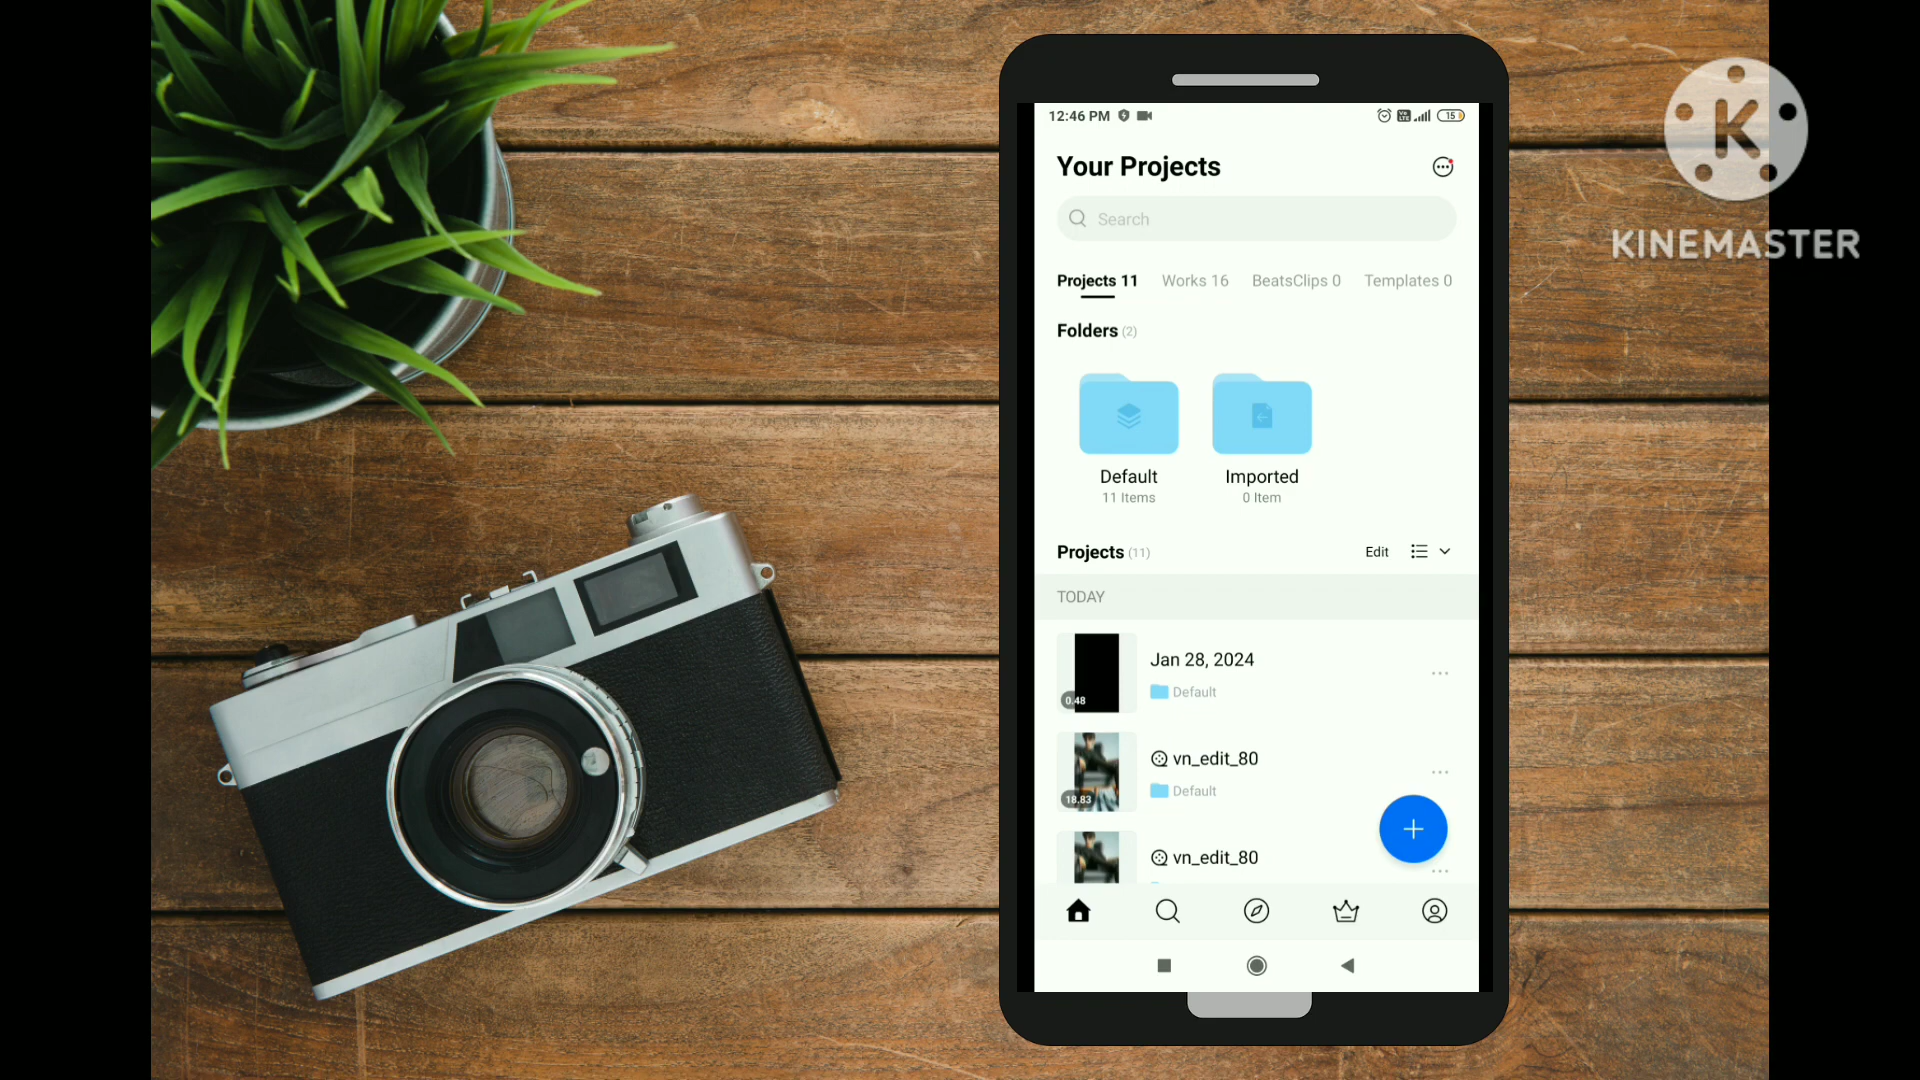 12:46 PM
15
Your Projects
Search
Projects 11 Works 16 BeatsClips 0 Templates 0
Folders (2)
Default
11 Items
Imported
0 Item
Projects (11) Edit
TODAY
Jan 28, 2024
Default
0.48
vn_edit_80
Default
18.83
vn_edit_80
K
KINEMASTER